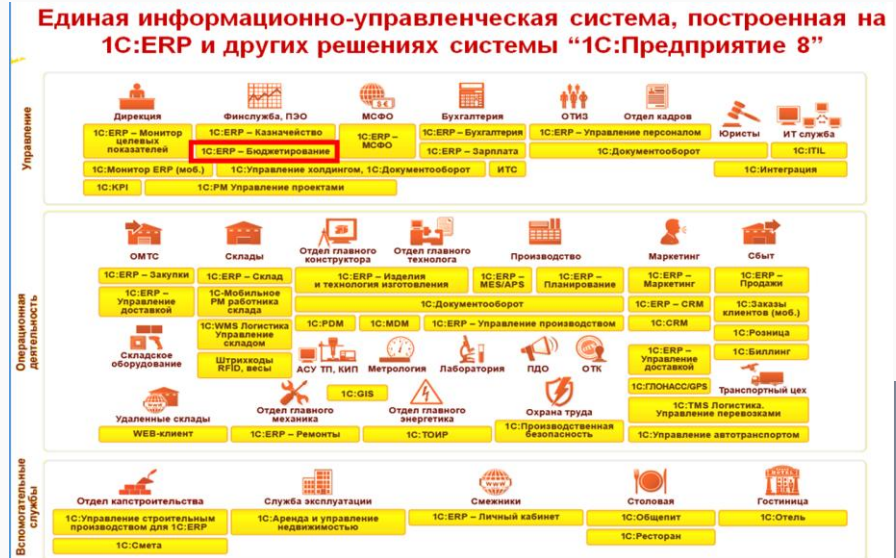 Единая информационно-управленческая система, построенная на
1С:ERP и других решениях системы “1С:Предприятие 8”
Управление
Дирекция
Финслужба, ПЭО
МСФО
Бухгалтерия
ОТИЗ
Отдел кадров
Юристы
ИТ служба
1С:ERP – Монитор
целевых
показателей
1С:ERP – Казначейство
1С:ERP – Бюджетирование
1С:ERP –
МСФО
1С:ERP – Бухгалтерия
1С:ERP – Зарплата
1С:ERP – Управление персоналом
1С:Документооборот
1С:ITIL
1С:Монитор ERP (моб.)
1С:Управление холдингом, 1С:Документооборот
ИТС
1С:Интеграция
1С:KPI
1С:PM Управление проектами
Операционная
деятельность
ОМТС
Склады
Отдел главного
конструктора
Отдел главного
технолога
Производство
Маркетинг
Сбыт
1С:ERP – Закупки
1С:ERP –
Управление
доставкой
1С:ERP – Склад
1С-Мобильное
РМ работника
склада
1С:WMS Логистика
Управление
складом
Штрихкоды
RFID, весы
1С:ERP – Изделия
и технология изготовления
1С:ERP –
MES/APS
1С:ERP –
Планирование
1С:Документооборот
1С:PDM
1С:MDM
1С:ERP – Управление производством
1С:ERP –
Маркетинг
1С:ERP – CRM
1С:CRM
1С:ERP –
Управление
доставкой
1С:ГЛОНАСС/GPS
1С:ERP –
Продажи
1С:Заказы
клиентов (моб.)
1С:Розница
1С:Биллинг
Складское
оборудование
АСУ ТП, КИП
Метрология
Лаборатория
ПДО
ОТК
Транспортный цех
1С:GIS
1С:TMS Логистика.
Управление перевозками
Удаленные склады
Отдел главного
механика
Отдел главного
энергетика
Охрана труда
WEB-клиент
1С:ERP – Ремонты
1С:ТОИР
1С:Производственная
безопасность
1С:Управление автотранспортом
Вспомогательные
службы
Отдел капстроительства
Служба эксплуатации
Смежники
Столовая
Гостиница
1С:Управление строительным
производством для 1С:ERP
1С:Аренда и управление
недвижимостью
1С:ERP – Личный кабинет
1С:Общепит
1С:Отель
1С:Смета
1С:Ресторан